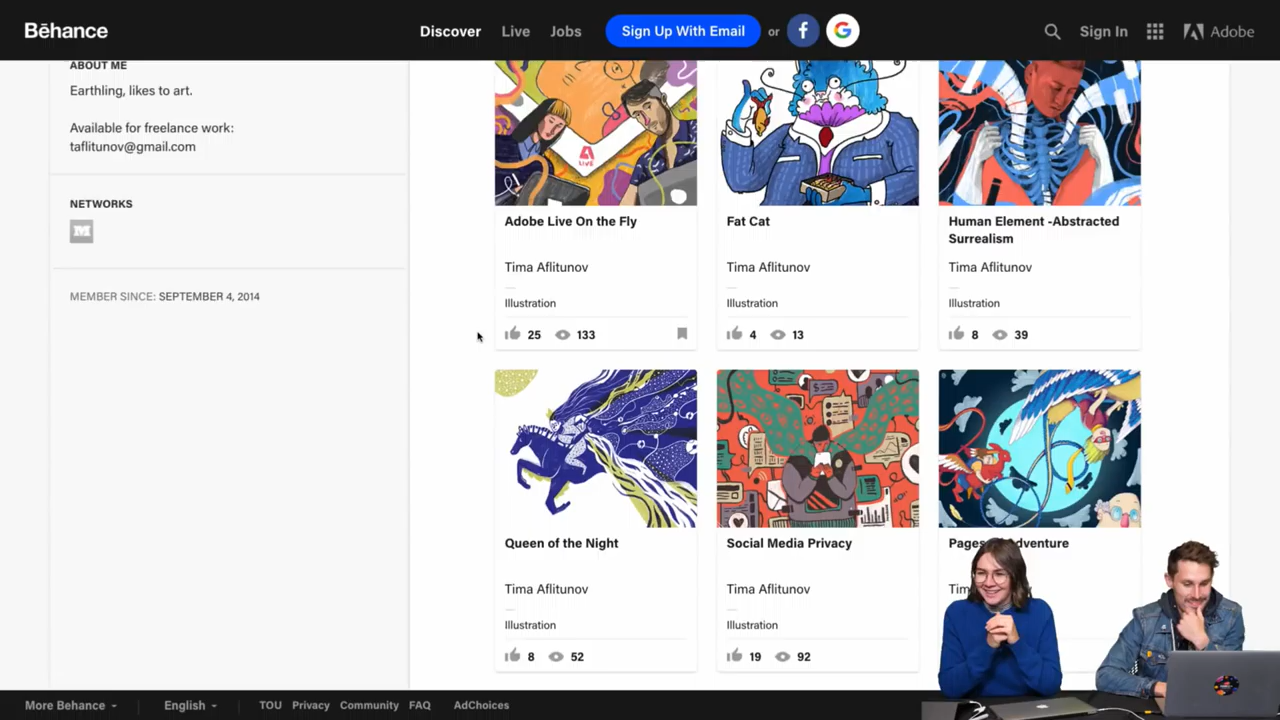 Bēhance
Discover
Live
Jobs
Sign Up With Email
or
Sign In
Adobe
ABOUT ME
Earthling, likes to art.
Available for freelance work:
taflitunov@gmail.com
NETWORKS
MEMBER SINCE: SEPTEMBER 4, 2014
LIVE
Adobe Live On the Fly
Tima Aflitunov
Illustration
25
133
Fat Cat
Tima Aflitunov
Illustration
4
13
Human Element -Abstracted
Surrealism
Tima Aflitunov
Illustration
8
39
Queen of the Night
Tima Aflitunov
Illustration
8
52
Social Media Privacy
Tima Aflitunov
Illustration
19
92
More Behance
English
TOU
Privacy
Community
FAQ
AdChoices